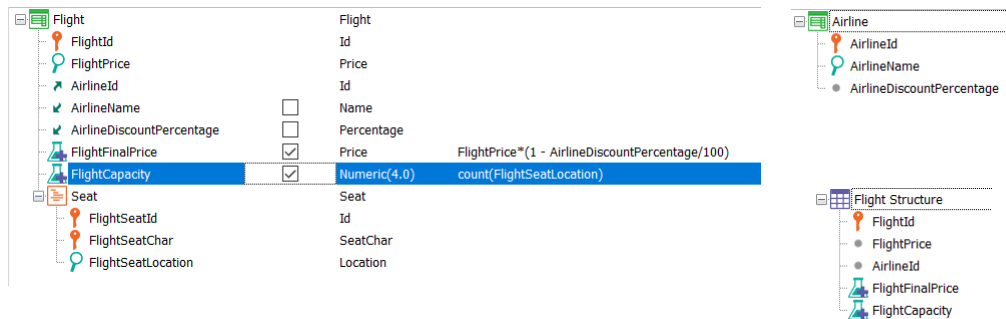 Flight Flight
FlightId Id
FlightPrice Price
AirlineId Id
AirlineName Name
AirlineDiscountPercentage Percentage
FlightFinalPrice Price FlightPrice*(1 - AirlineDiscountPercentage/100)
FlightCapacity Numeric(4.0) count(FlightSeatLocation)
Seat Seat
FlightSeatId Id
FlightSeatChar SeatChar
FlightSeatLocation Location
Airline
AirlineId
AirlineName
AirlineDiscountPercentage
Flight Structure
FlightId
FlightPrice
AirlineId
FlightFinalPrice
FlightCapacity